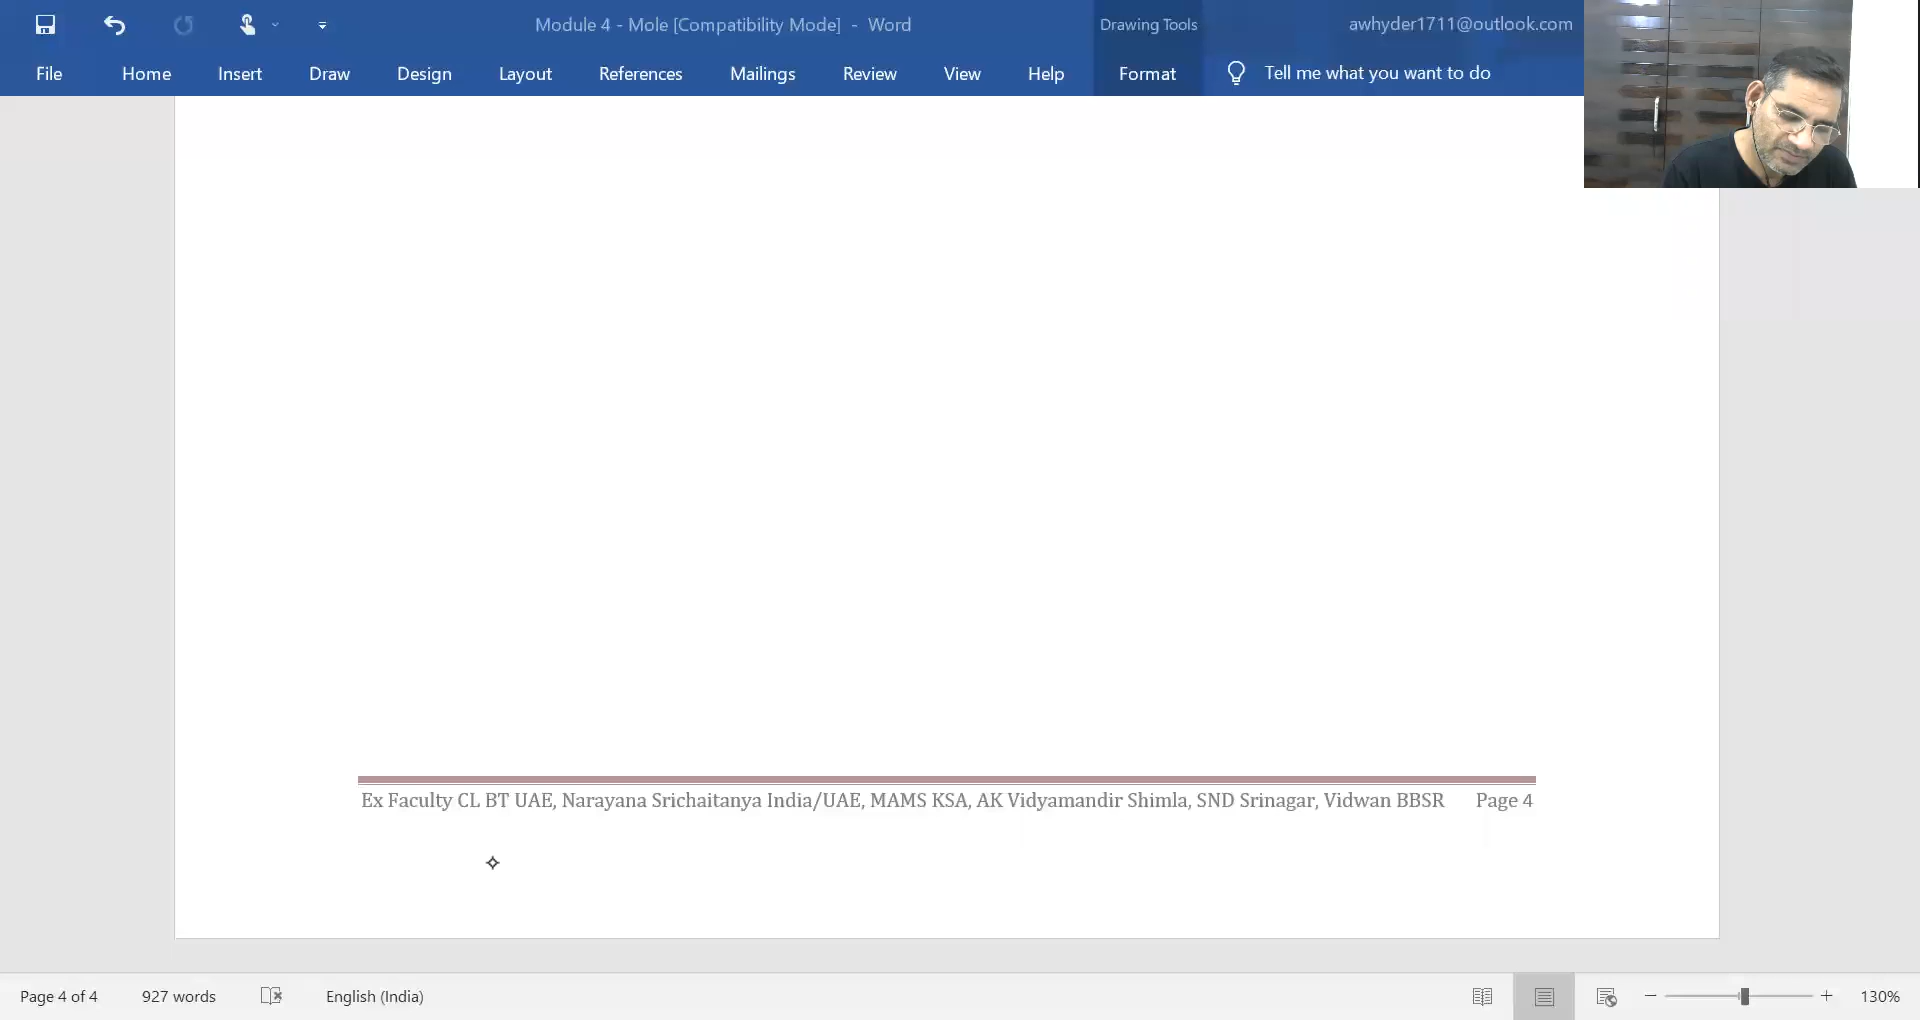 Module 4 - Mole [Compatibility Mode] - Word
Drawing Tools
awhyder1711@outlook.com
File Home Insert Draw Design Layout References Mailings Review View Help Format Tell me what you want to do
Ex Faculty CL BT UAE, Narayana Srichaitanya India/UAE, MAMS KSA, AK Vidyamandir Shimla, SND Srinagar, Vidwan BBSR Page 4
Page 4 of 4 927 words English (India) 130%